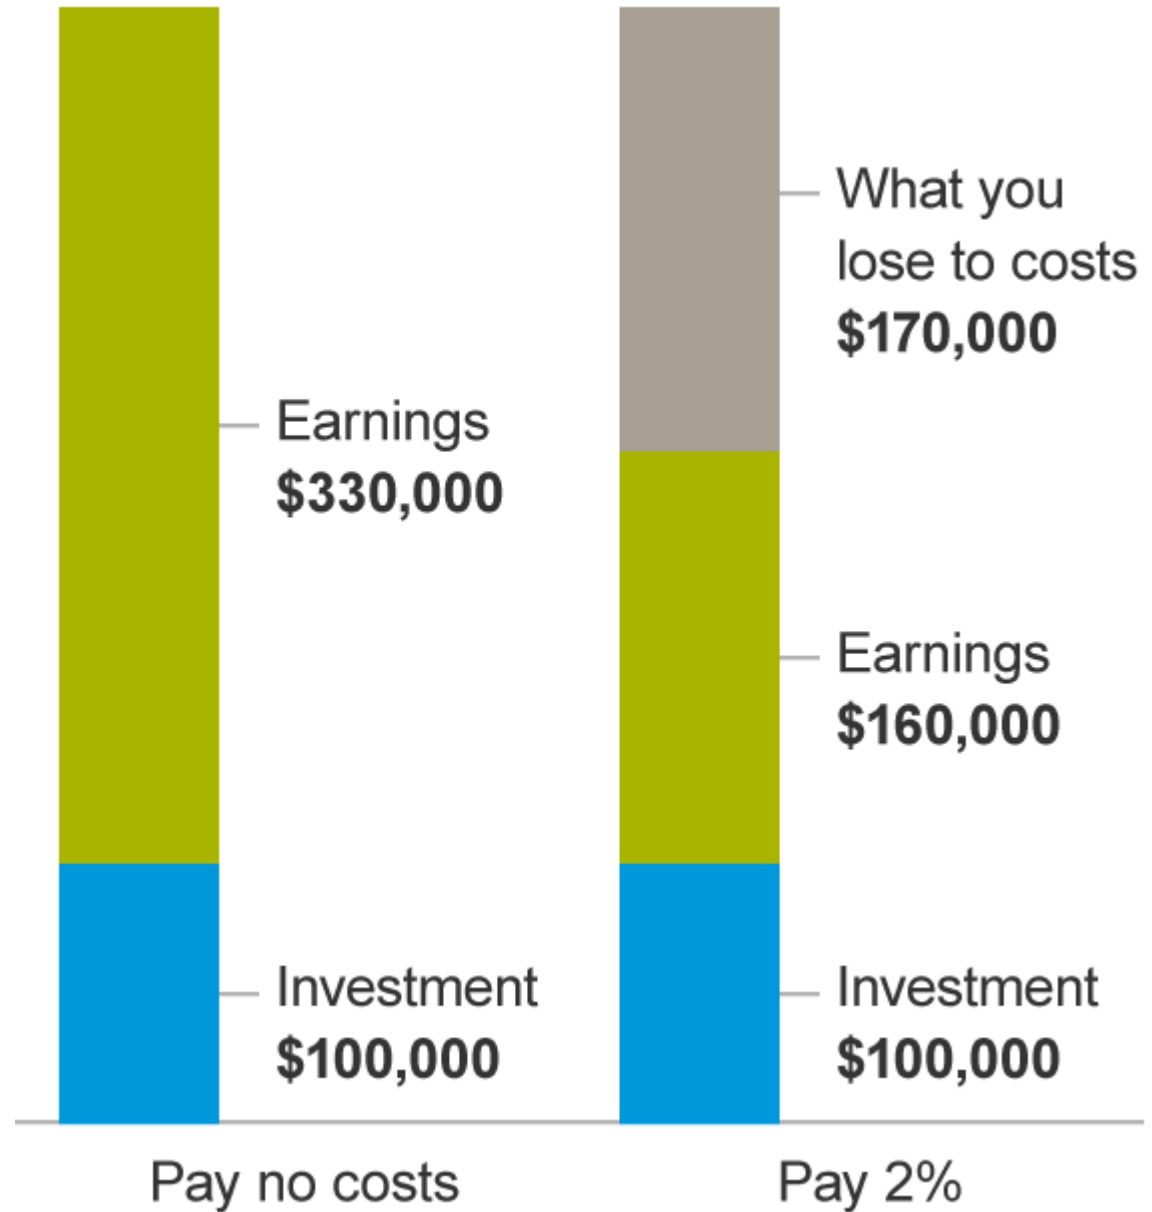 Earnings
$330,000
Investment
$100,000
Pay no costs
What you
lose to costs
$170,000
Earnings
$160,000
Investment
$100,000
Pay 2%